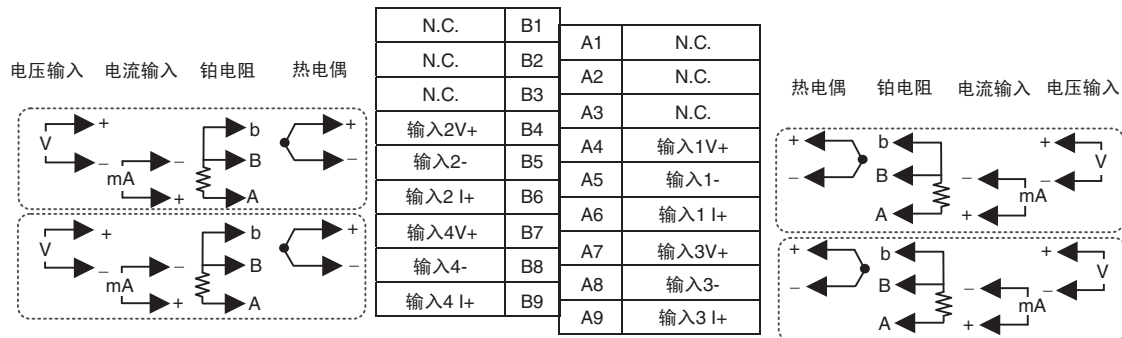 电压输入 电流输入 铂电阻 热电偶
V + − mA − + b B A + −
V + − mA − + b B A + −
N.C. B1
N.C. B2
N.C. B3
输入2V+ B4
输入2- B5
输入2 I+ B6
输入4V+ B7
输入4- B8
输入4 I+ B9
A1 N.C.
A2 N.C.
A3 N.C.
A4 输入1V+
A5 输入1-
A6 输入1 I+
A7 输入3V+
A8 输入3-
A9 输入3 I+
热电偶 铂电阻 电流输入 电压输入
+ − b B A − + mA + − V
+ − b B A − + mA + − V